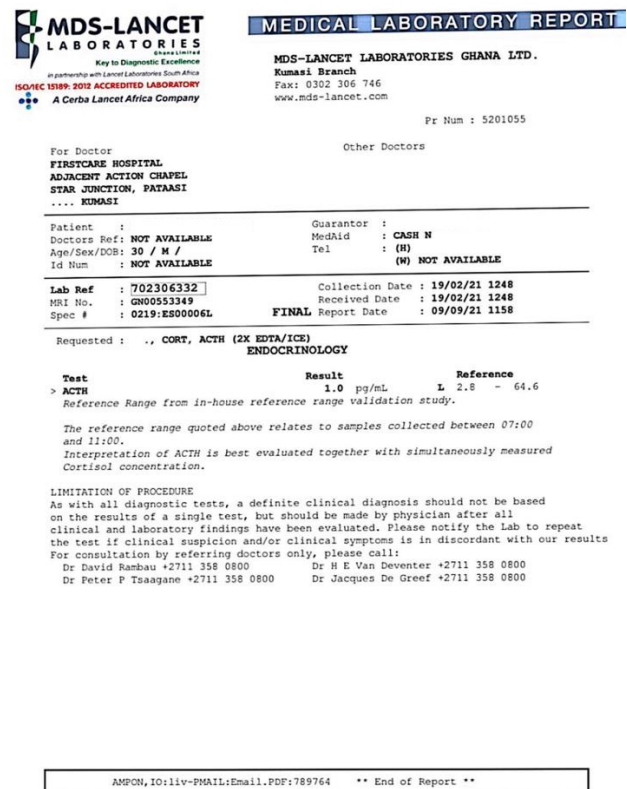 MDS-LANCET
LABORATORIES
Ghana Limited
Key to Diagnostic Excellence
in partnership with Lancet Laboratories South Africa
ISO/IEC 15189: 2012 ACCREDITED LABORATORY
A Cerba Lancet Africa Company
MEDICAL LABORATORY REPORT
MDS-LANCET LABORATORIES GHANA LTD.
Kumasi Branch
Fax: 0302 306 746
www.mds-lancet.com
Pr Num : 5201055
For Doctor
FIRSTCARE HOSPITAL
ADJACENT ACTION CHAPEL
STAR JUNCTION, PATAASI
.... KUMASI
Other Doctors
Patient :
Doctors Ref: NOT AVAILABLE
Age/Sex/DOB: 30 / M /
Id Num : NOT AVAILABLE
Guarantor :
MedAid : CASH N
Tel : (H)
(W) NOT AVAILABLE
Lab Ref : 702306332
MRI No. : GN00553349
Spec # : 0219:ES00006L
Collection Date : 19/02/21 1248
Received Date : 19/02/21 1248
FINAL Report Date : 09/09/21 1158
Requested : ., CORT, ACTH (2X EDTA/ICE)
ENDOCRINOLOGY
Test Result Reference
> ACTH 1.0 pg/mL L 2.8 - 64.6
Reference Range from in-house reference range validation study.
The reference range quoted above relates to samples collected between 07:00
and 11:00.
Interpretation of ACTH is best evaluated together with simultaneously measured
Cortisol concentration.
LIMITATION OF PROCEDURE
As with all diagnostic tests, a definite clinical diagnosis should not be based
on the results of a single test, but should be made by physician after all
clinical and laboratory findings have been evaluated. Please notify the Lab to repeat
the test if clinical suspicion and/or clinical symptoms is in discordant with our results
For consultation by referring doctors only, please call:
Dr David Rambau +2711 358 0800 Dr H E Van Deventer +2711 358 0800
Dr Peter P Tsaagane +2711 358 0800 Dr Jacques De Greef +2711 358 0800
AMPON,IO:liv-PMAIL:Email.PDF:789764 ** End of Report **